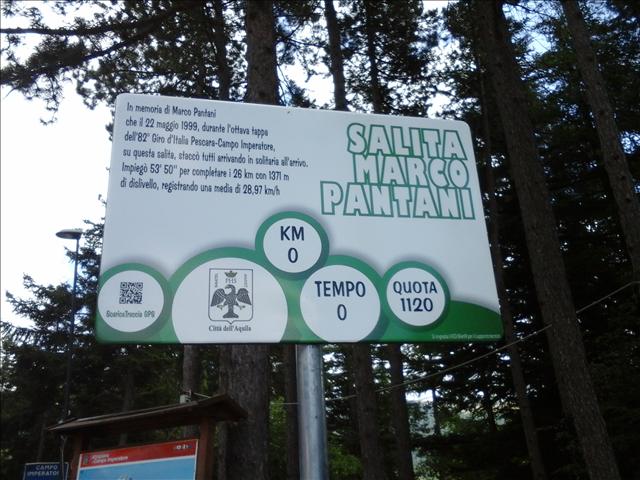 In memoria di Marco Pantani
che il 22 maggio 1999, durante l'ottava tappa
dell'82° Giro d'Italia Pescara-Campo Imperatore,
su questa salita, staccò tutti arrivando in solitaria all'arrivo.
Impiegò 53' 50'' per completare i 26 km con 1371 m
di dislivello, registrando una media di 28,97 km/h
SALITA
MARCO
PANTANI
KM
0
TEMPO
0
QUOTA
1120
Scarica Traccia GPS
PHS
Città dell'Aquila
CAMPO